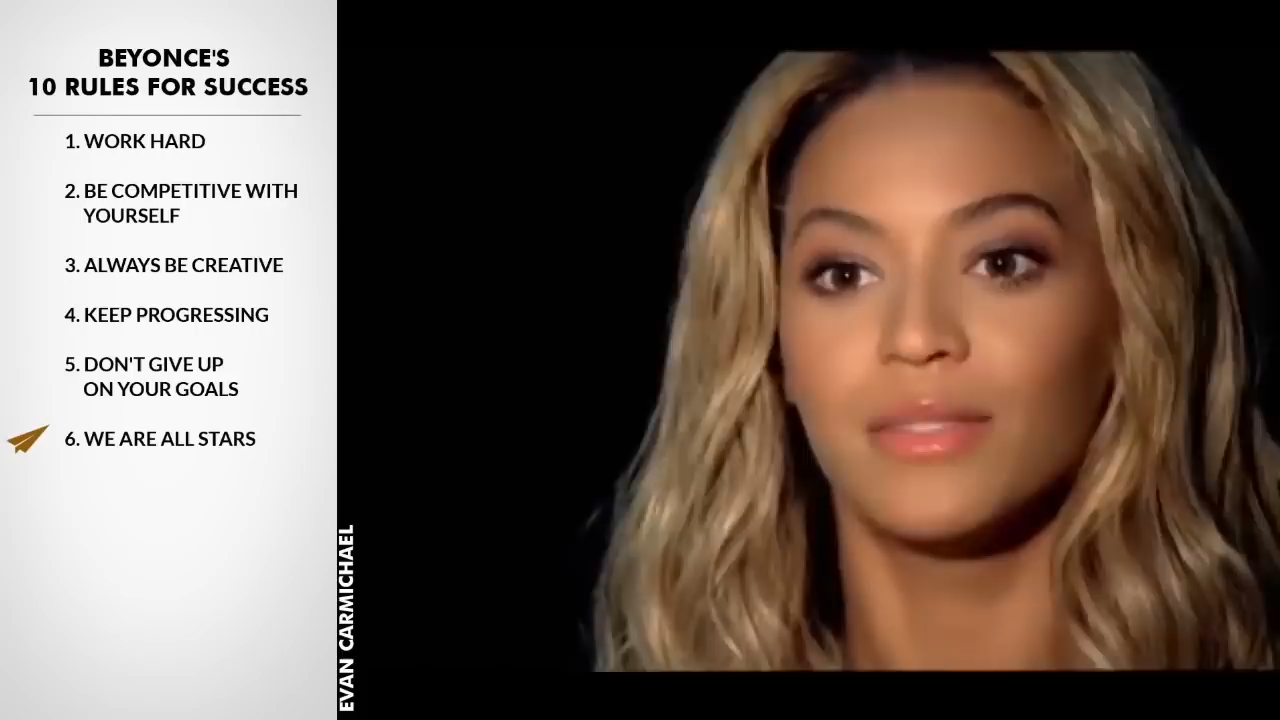 BEYONCE'S
10 RULES FOR SUCCESS
1. WORK HARD
2. BE COMPETITIVE WITH
YOURSELF
3. ALWAYS BE CREATIVE
4. KEEP PROGRESSING
5. DON'T GIVE UP
ON YOUR GOALS
6. WE ARE ALL STARS
EVAN CARMICHAEL